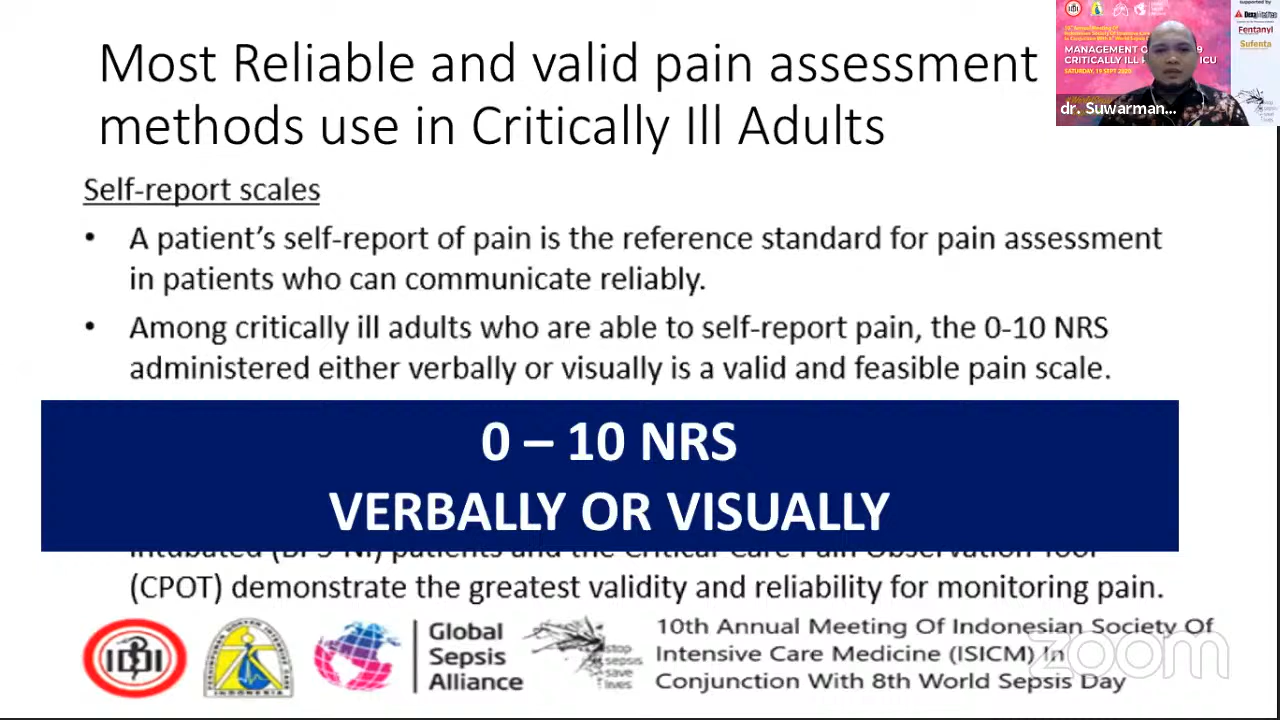 Most Reliable and valid pain assessment
methods use in Critically Ill Adults
Self-report scales
• A patient's self-report of pain is the reference standard for pain assessment
in patients who can communicate reliably.
• Among critically ill adults who are able to self-report pain, the 0-10 NRS
administered either verbally or visually is a valid and feasible pain scale.
0 – 10 NRS
VERBALLY OR VISUALLY
intubated (BPS-NI) patients and the Critical Care Pain Observation Tool
(CPOT) demonstrate the greatest validity and reliability for monitoring pain.
IDI
INDONESIA
Global
Sepsis
Alliance
stop
sepsis
save
lives
10th Annual Meeting Of Indonesian Society Of
Intensive Care Medicine (ISICM) In
Conjunction With 8th World Sepsis Day
zoom
MANAGEMENT
CRITICALLY ILL ICU
SATURDAY, 19 SEPT 2020
dr. Suwarman...
supported by
Fentanyl
Sufenta